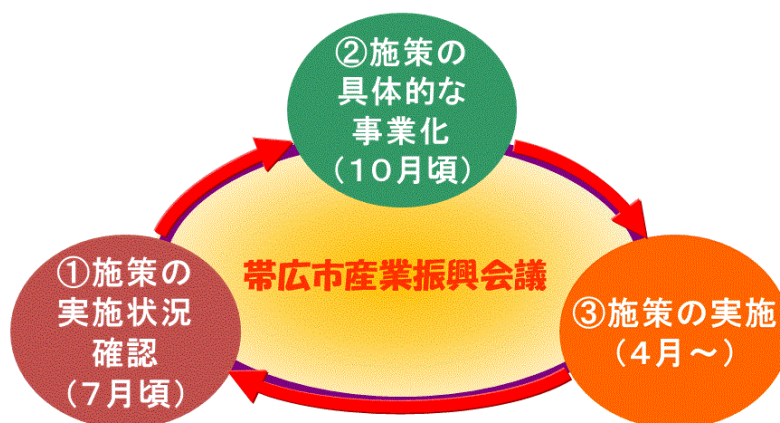 ②施策の
具体的な
事業化
（１０月頃）
帯広市産業振興会議
①施策の
実施状況
確認
（７月頃）
③施策の実施
（４月～）